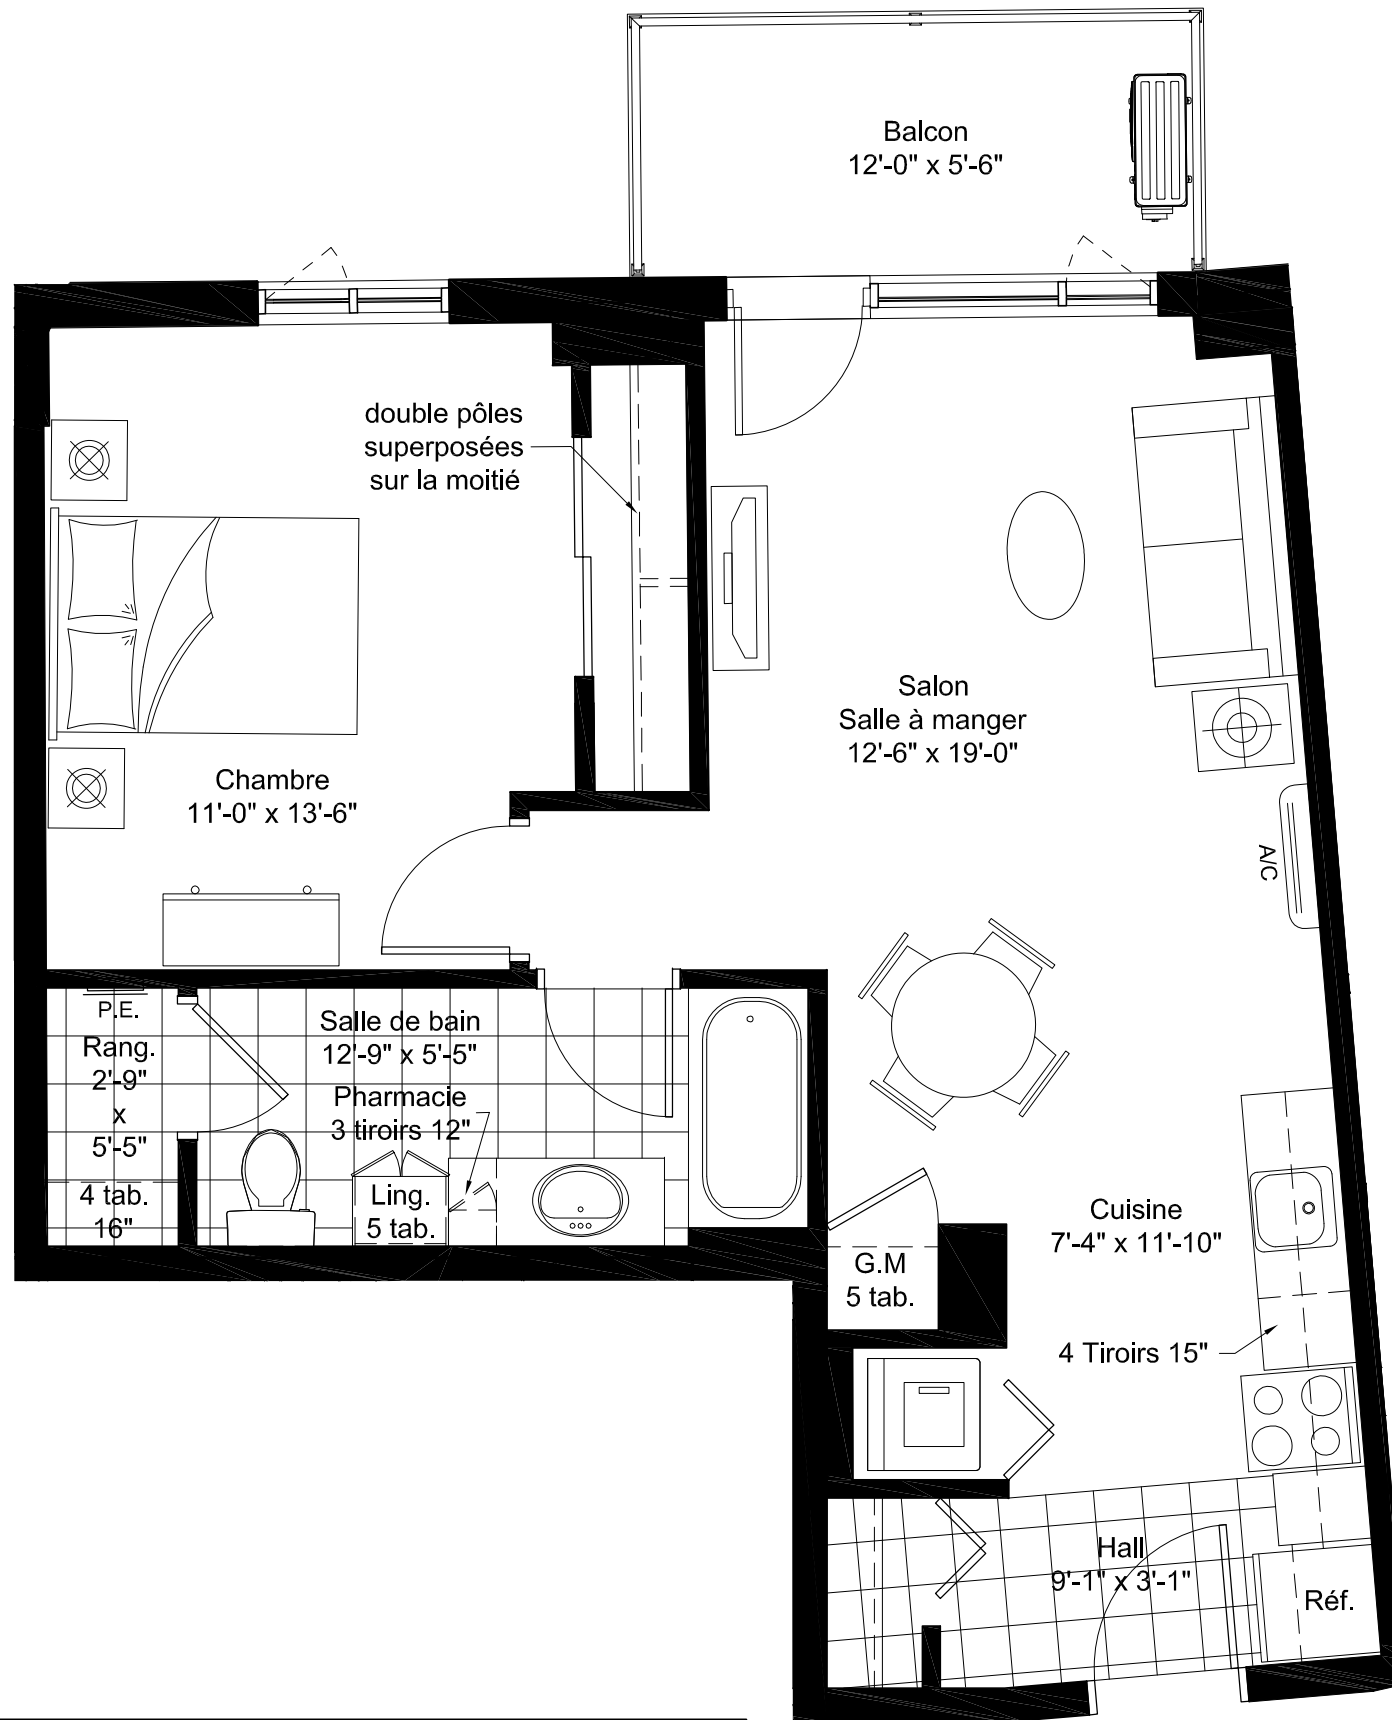 Balcon
12'-0" x 5'-6"
double pôles
superposées
sur la moitié
Salon
Salle à manger
12'-6" x 19'-0"
Chambre
11'-0" x 13'-6"
A/C
P.E.
Rang.
2'-9"
x
5'-5"
4 tab.
16"
Salle de bain
12'-9" x 5'-5"
Pharmacie
3 tiroirs 12"
Ling.
5 tab.
G.M
5 tab.
Cuisine
7'-4" x 11'-10"
4 Tiroirs 15"
Hall
9'-1" x 3'-1"
Réf.